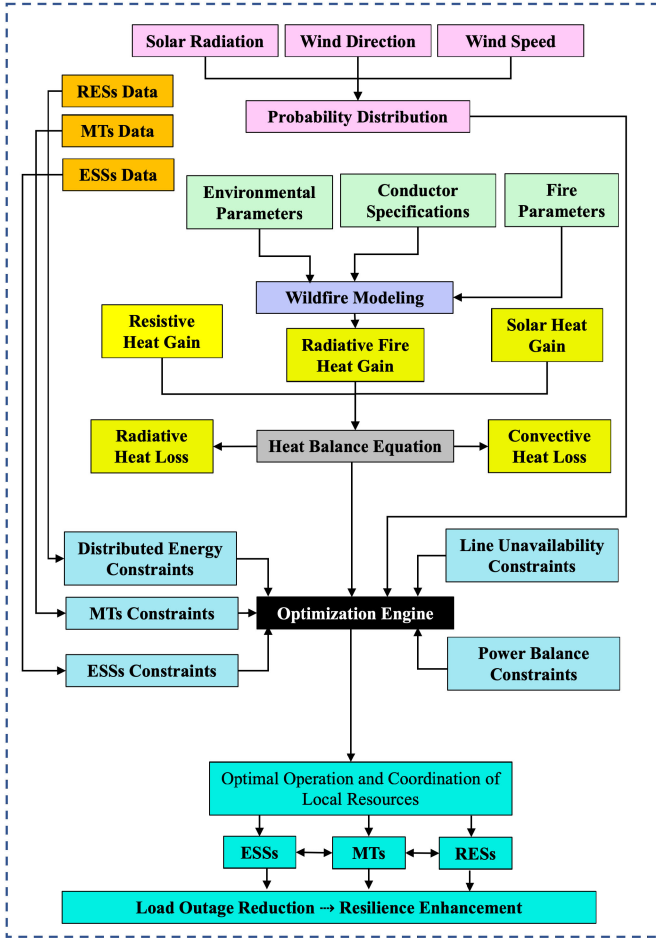 Solar Radiation
Wind Direction
Wind Speed
RESs Data
Probability Distribution
MTs Data
ESSs Data
Environmental
Parameters
Conductor
Specifications
Fire
Parameters
Wildfire Modeling
Resistive
Heat Gain
Radiative Fire
Heat Gain
Solar Heat
Gain
Radiative
Heat Loss
Heat Balance Equation
Convective
Heat Loss
Distributed Energy
Constraints
Line Unavailability
Constraints
MTs Constraints
Optimization Engine
ESSs Constraints
Power Balance
Constraints
Optimal Operation and Coordination of
Local Resources
ESSs
MTs
RESs
Load Outage Reduction ⇢ Resilience Enhancement